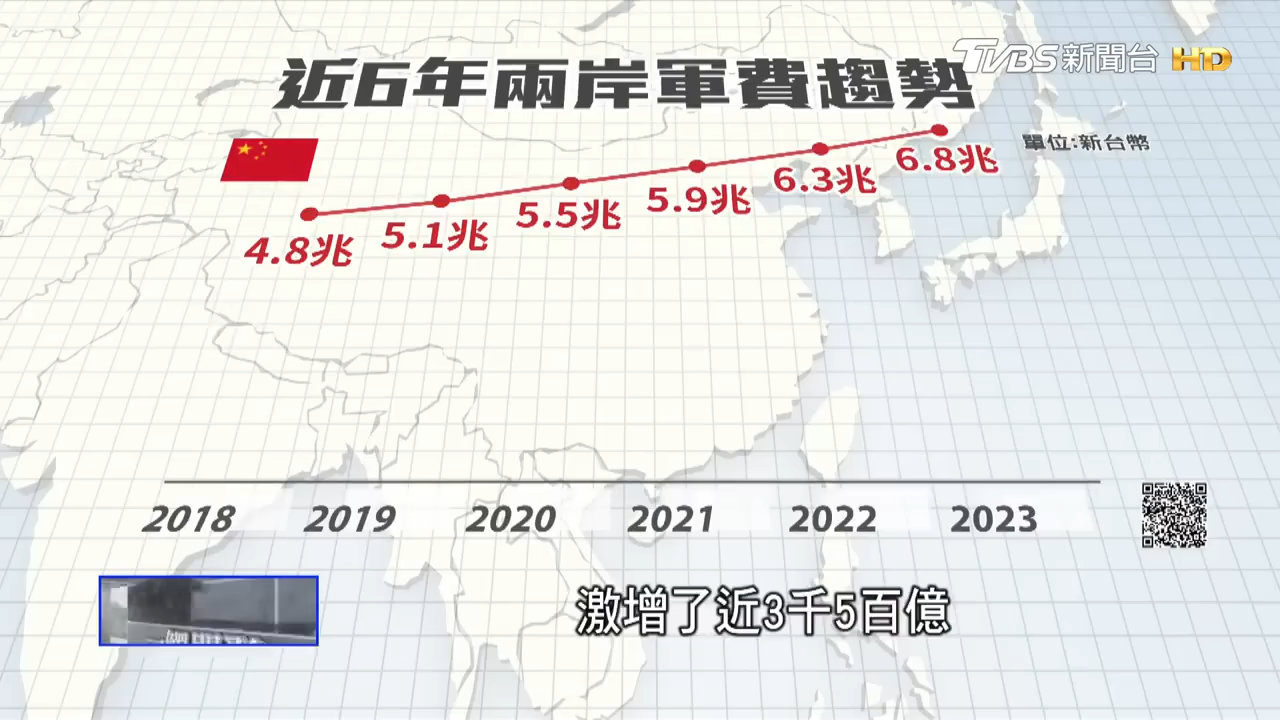 TVBS新聞台 HD
近6年兩岸軍費趨勢
單位:新台幣
4.8兆
5.1兆
5.5兆
5.9兆
6.3兆
6.8兆
2018 2019 2020 2021 2022 2023
激增了近3千5百億